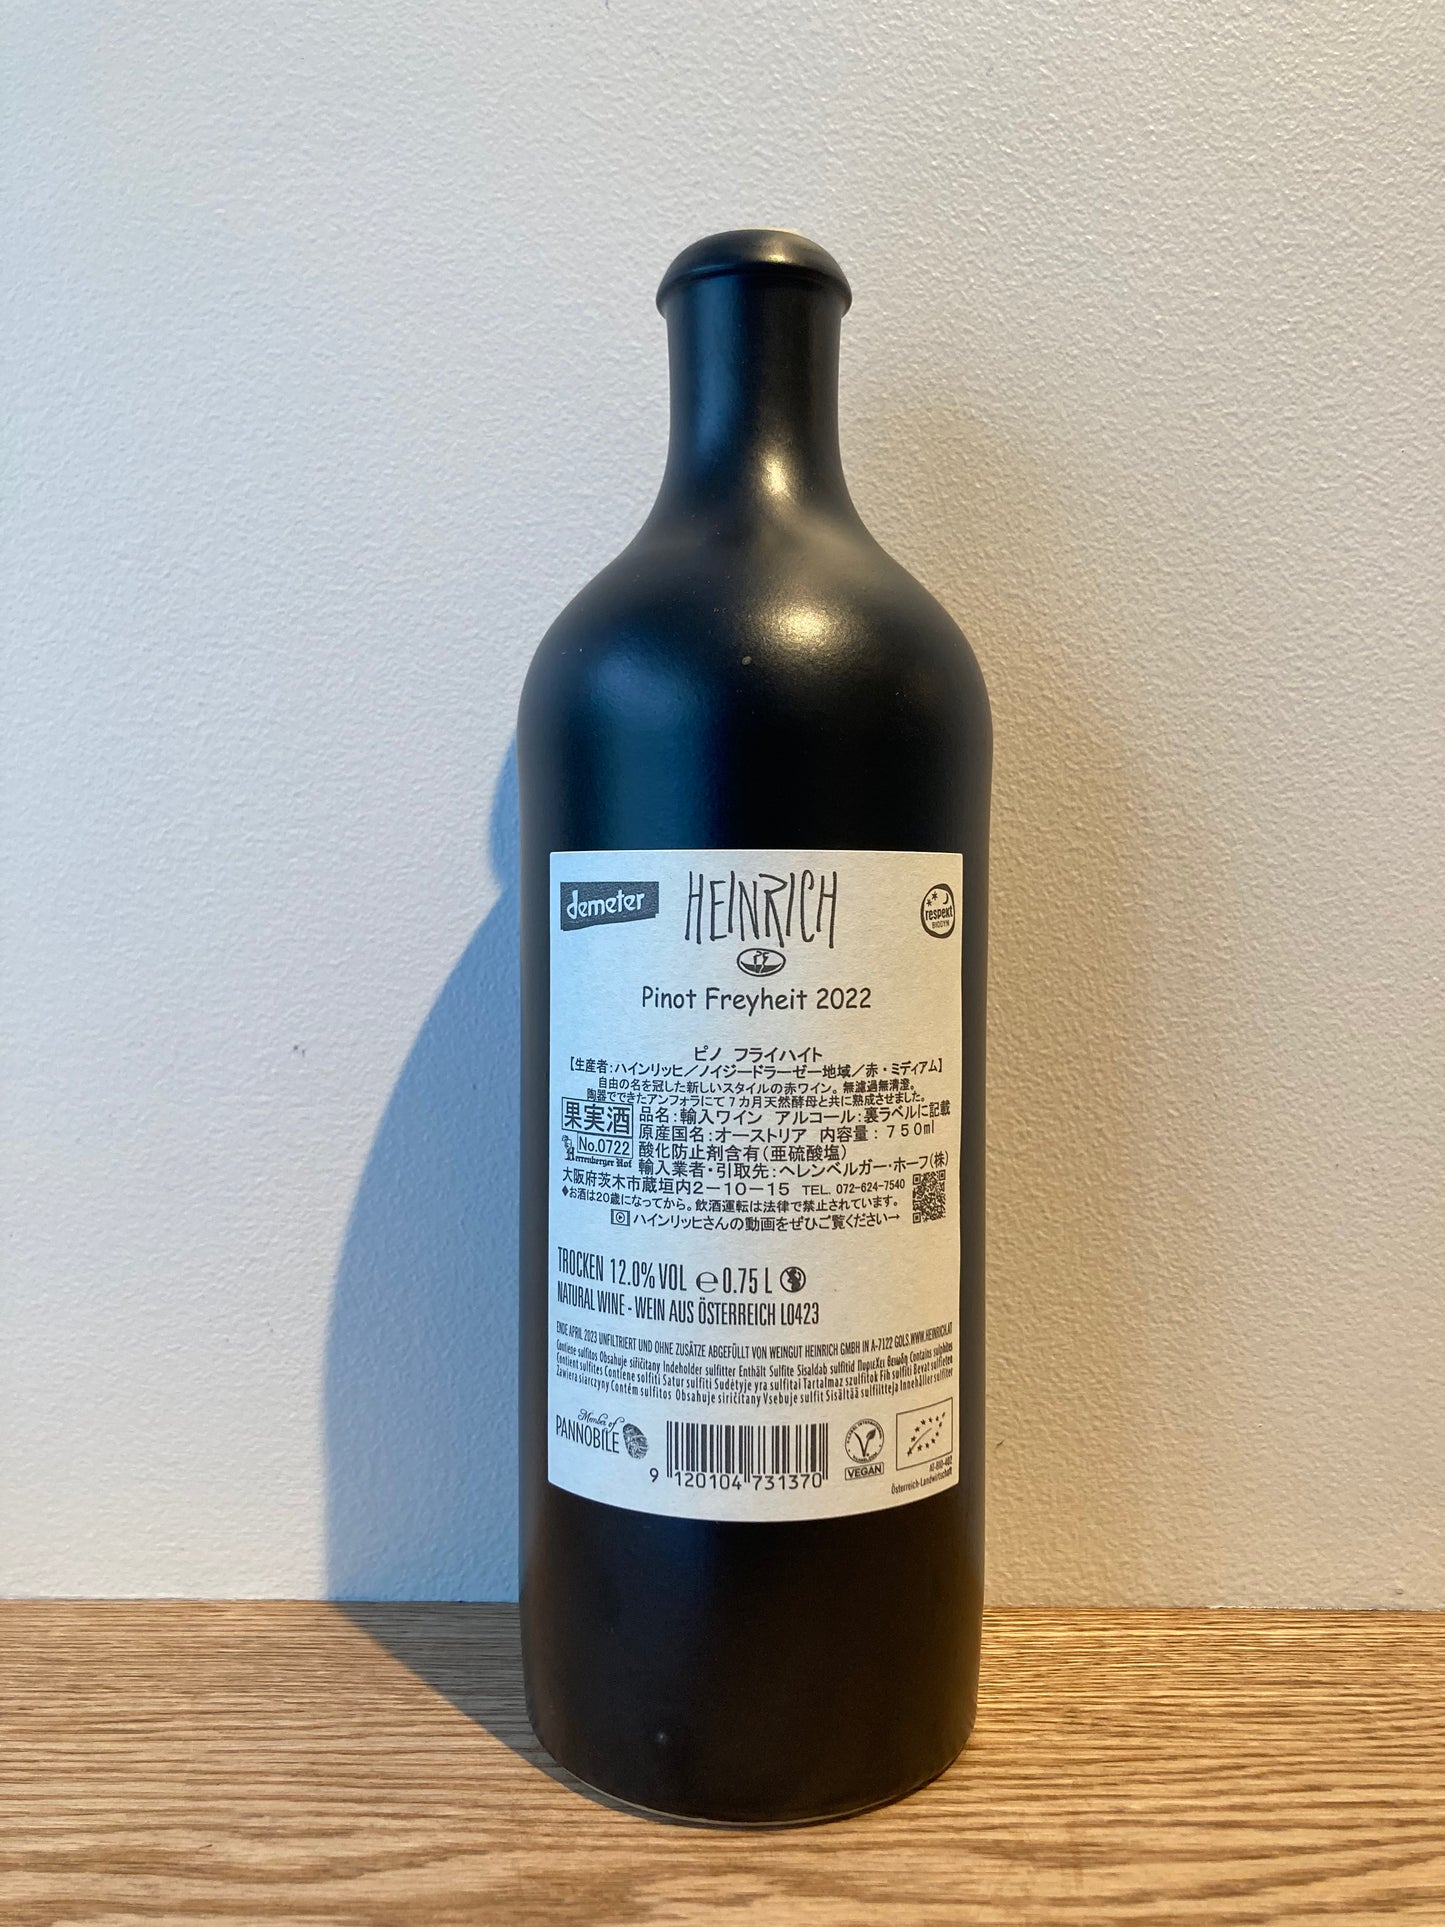 demeter
HEINRICH
respekt
BIODYN
Pinot Freyheit 2022
ピノ フライハイト
【生産者:ハインリッヒ/ノイジードラーゼー地域/赤・ミディアム】
自由の名を冠した新しいスタイルの赤ワイン。無濾過無清澄。
陶器でできたアンフォラにて7カ月天然酵母と共に熟成させました。
果実酒 品名:輸入ワイン アルコール:裏ラベルに記載
No.0722 原産国名:オーストリア 内容量:750ml
Herrenberger Hof 酸化防止剤含有(亜硫酸塩)
輸入業者・引取先:ヘレンベルガー・ホーフ(株)
大阪府茨木市蔵垣内2-10-15 TEL. 072-624-7540
◆お酒は20歳になってから。飲酒運転は法律で禁止されています。
ハインリッヒさんの動画をぜひご覧ください→
TROCKEN 12.0% VOL ℮ 0.75 L
NATURAL WINE - WEIN AUS ÖSTERREICH L0423
ENDE APRIL 2023 UNFILTRIERT UND OHNE ZUSÄTZE ABGEFÜLLT VON WEINGUT HEINRICH GMBH IN A-7122 GOLS. WWW.HEINRICH.AT
Contiene sulfitos Obsahuje siřičitany Indeholder sulfitter Enthält Sulfite Sisaldab sulfitid Περιέχει θειώδη Contains sulphites
Contient sulfites Contiene solfiti Satur sulfīti Sudėtyje yra sulfitai Tartalmaz szulfitok Fih sulfiti Bevat sulfieten
Zawiera siarczyny Contém sulfitos Obsahuje siričitany Vsebuje sulfit Sisältää sulfiitteja Innehåller sulfiter
Member of
PANNOBILE
VEGAN
9 120104 731370
AT-BIO-402
Österreich-Landwirtschaft